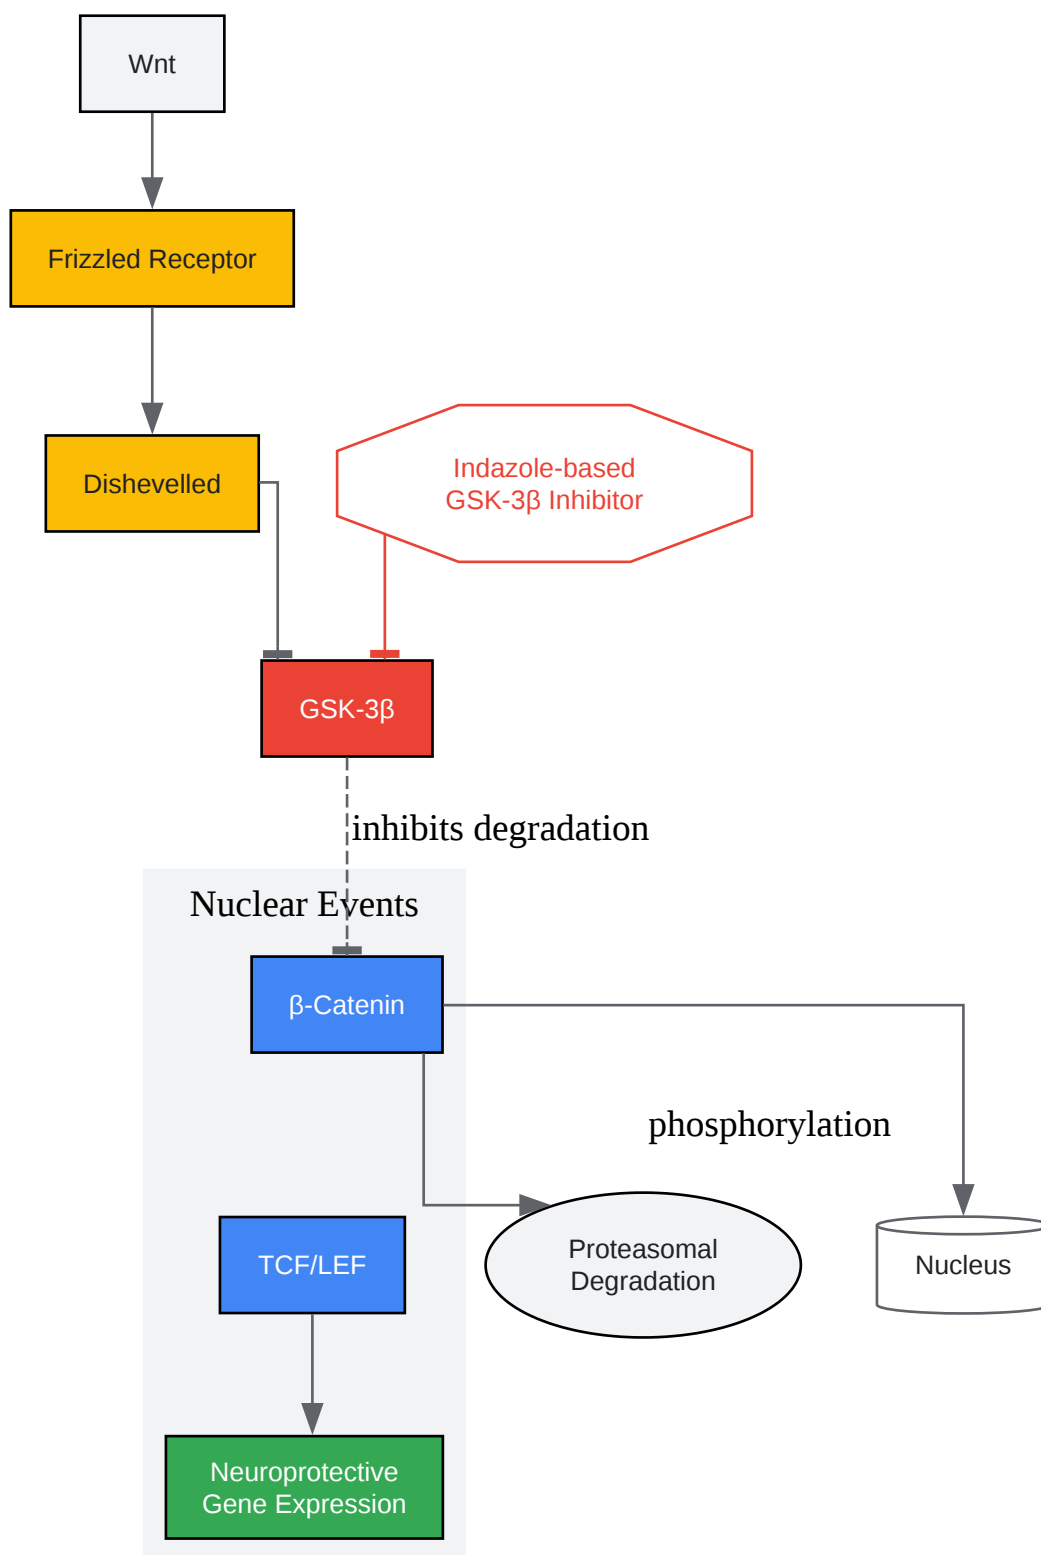 Wnt
Frizzled Receptor
Dishevelled
Indazole-based
GSK-3β Inhibitor
GSK-3β
inhibits degradation
Nuclear Events
β-Catenin
phosphorylation
TCF/LEF
Proteasomal
Degradation
Nucleus
Neuroprotective
Gene Expression